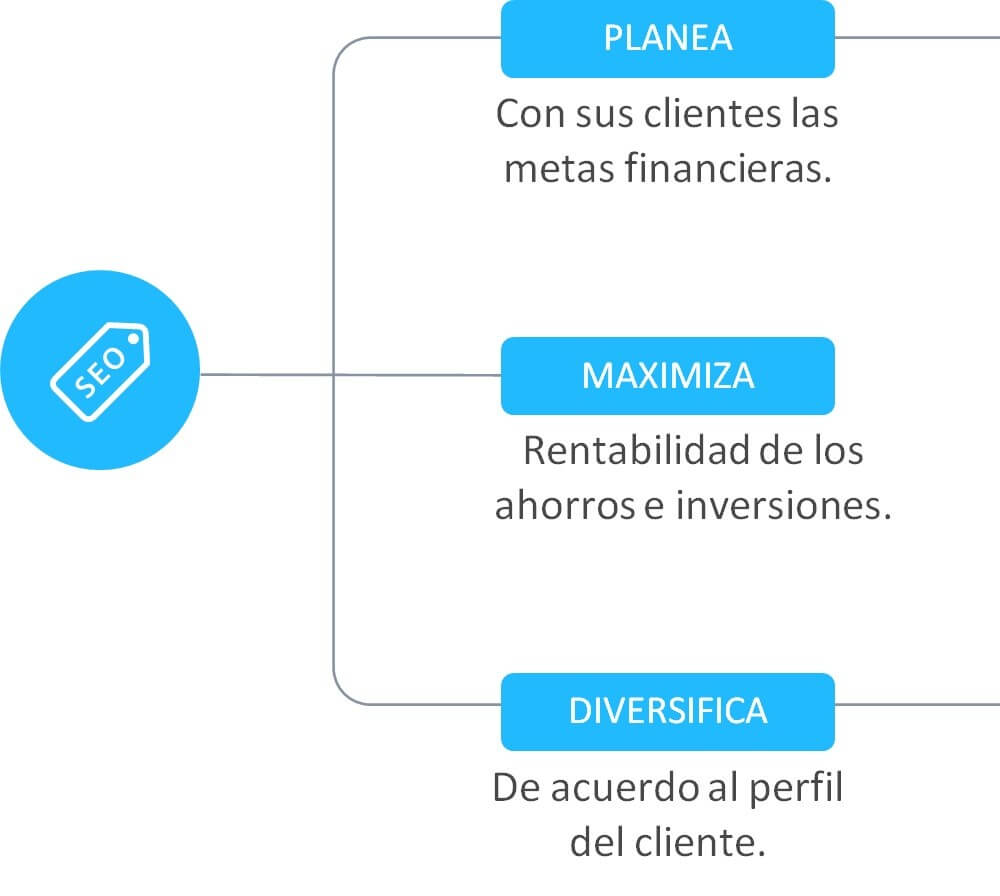 PLANEA
Con sus clientes las
metas financieras.
SEO
MAXIMIZA
Rentabilidad de los
ahorros e inversiones.
DIVERSIFICA
De acuerdo al perfil
del cliente.